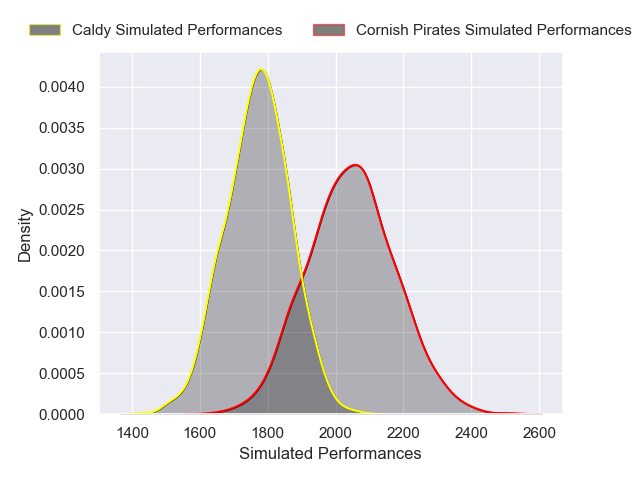 Caldy Simulated Performances Cornish Pirates Simulated Performances
0.0040
0.0035
0.0030
0.0025
0.0020
0.0015
0.0010
0.0005
0.0000
Density
1400 1600 1800 2000 2200 2400 2600
Simulated Performances